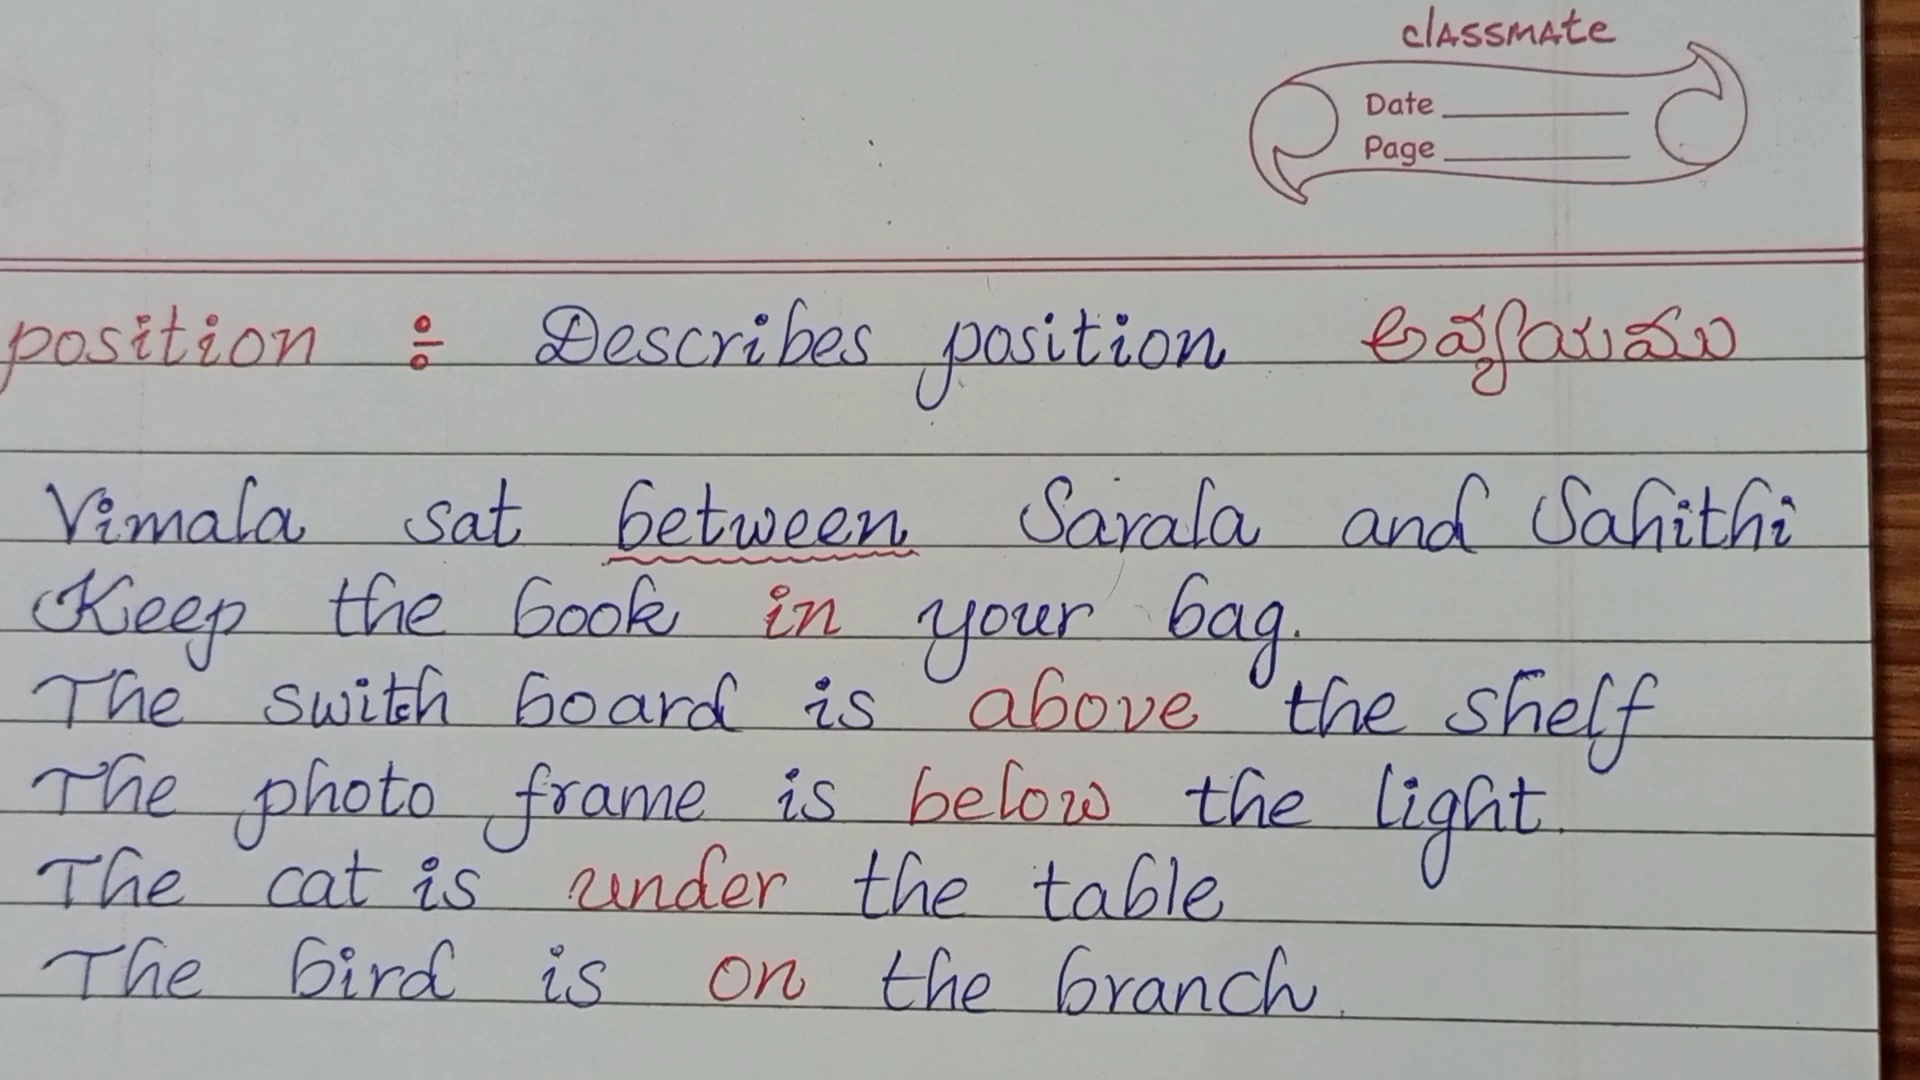 classmate
Date
Page
position ÷ Describes position అవ్యయము
Vimala sat between Sarala and Sahithi
Keep the book in your bag.
The swith board is above the shelf
The photo frame is below the light.
The cat is under the table
The bird is on the branch.